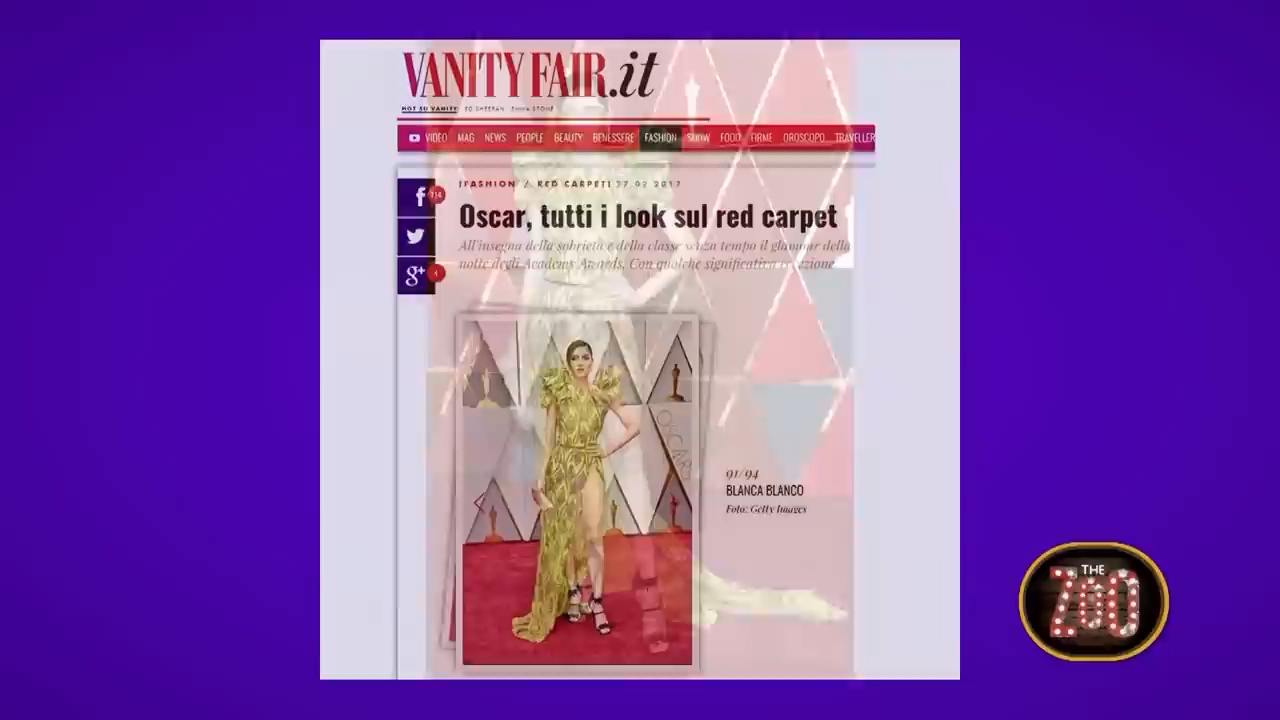 VANITY FAIR.it
HOT SU VANITY ED SHEERAN EMMA STONE
VIDEO MAG NEWS PEOPLE BEAUTY BENESSERE FASHION SHOW FOOD FIRME OROSCOPO TRAVELLER
[FASHION / RED CARPET] 27.02.2017
f 714
Oscar, tutti i look sul red carpet
All'insegna della sobrietà e della classe senza tempo il glamour della
notte degli Academy Awards. Con qualche significativa eccezione
g+ 4
OSCARS
91/94
BLANCA BLANCO
Foto: Getty Images
THE
ZOO